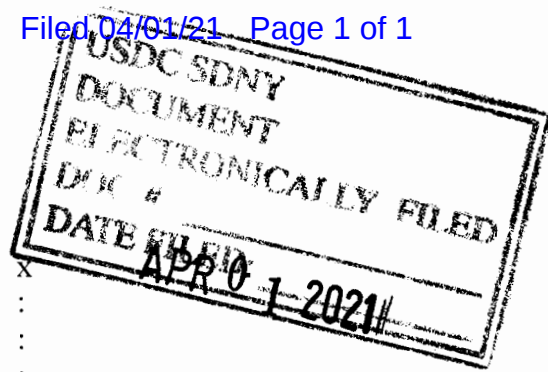 Filed 04/01/21 Page 1 of 1
USDC SDNY
DOCUMENT
ELECTRONICALLY FILED
DOC #
DATE FILED:
APR 0 1 2021
x
:
:
: